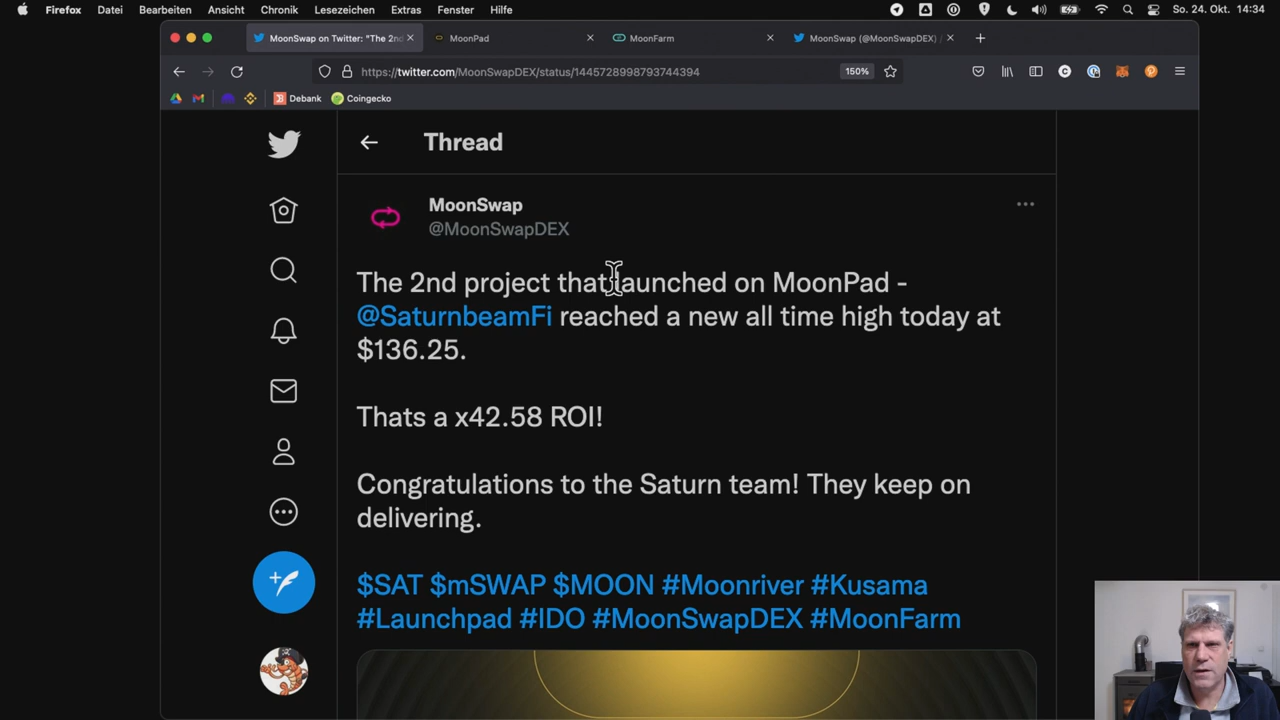 Firefox Datei Bearbeiten Ansicht Chronik Lesezeichen Extras Fenster Hilfe So. 24. Okt. 14:34
MoonSwap on Twitter: "The 2nd MoonPad MoonFarm MoonSwap (@MoonSwapDEX) /
https://twitter.com/MoonSwapDEX/status/1445728998793744394 150%
Debank Coingecko
Thread
MoonSwap
@MoonSwapDEX
The 2nd project that launched on MoonPad -
@SaturnbeamFi reached a new all time high today at
$136.25.
Thats a x42.58 ROI!
Congratulations to the Saturn team! They keep on
delivering.
$SAT $mSWAP $MOON #Moonriver #Kusama
#Launchpad #IDO #MoonSwapDEX #MoonFarm